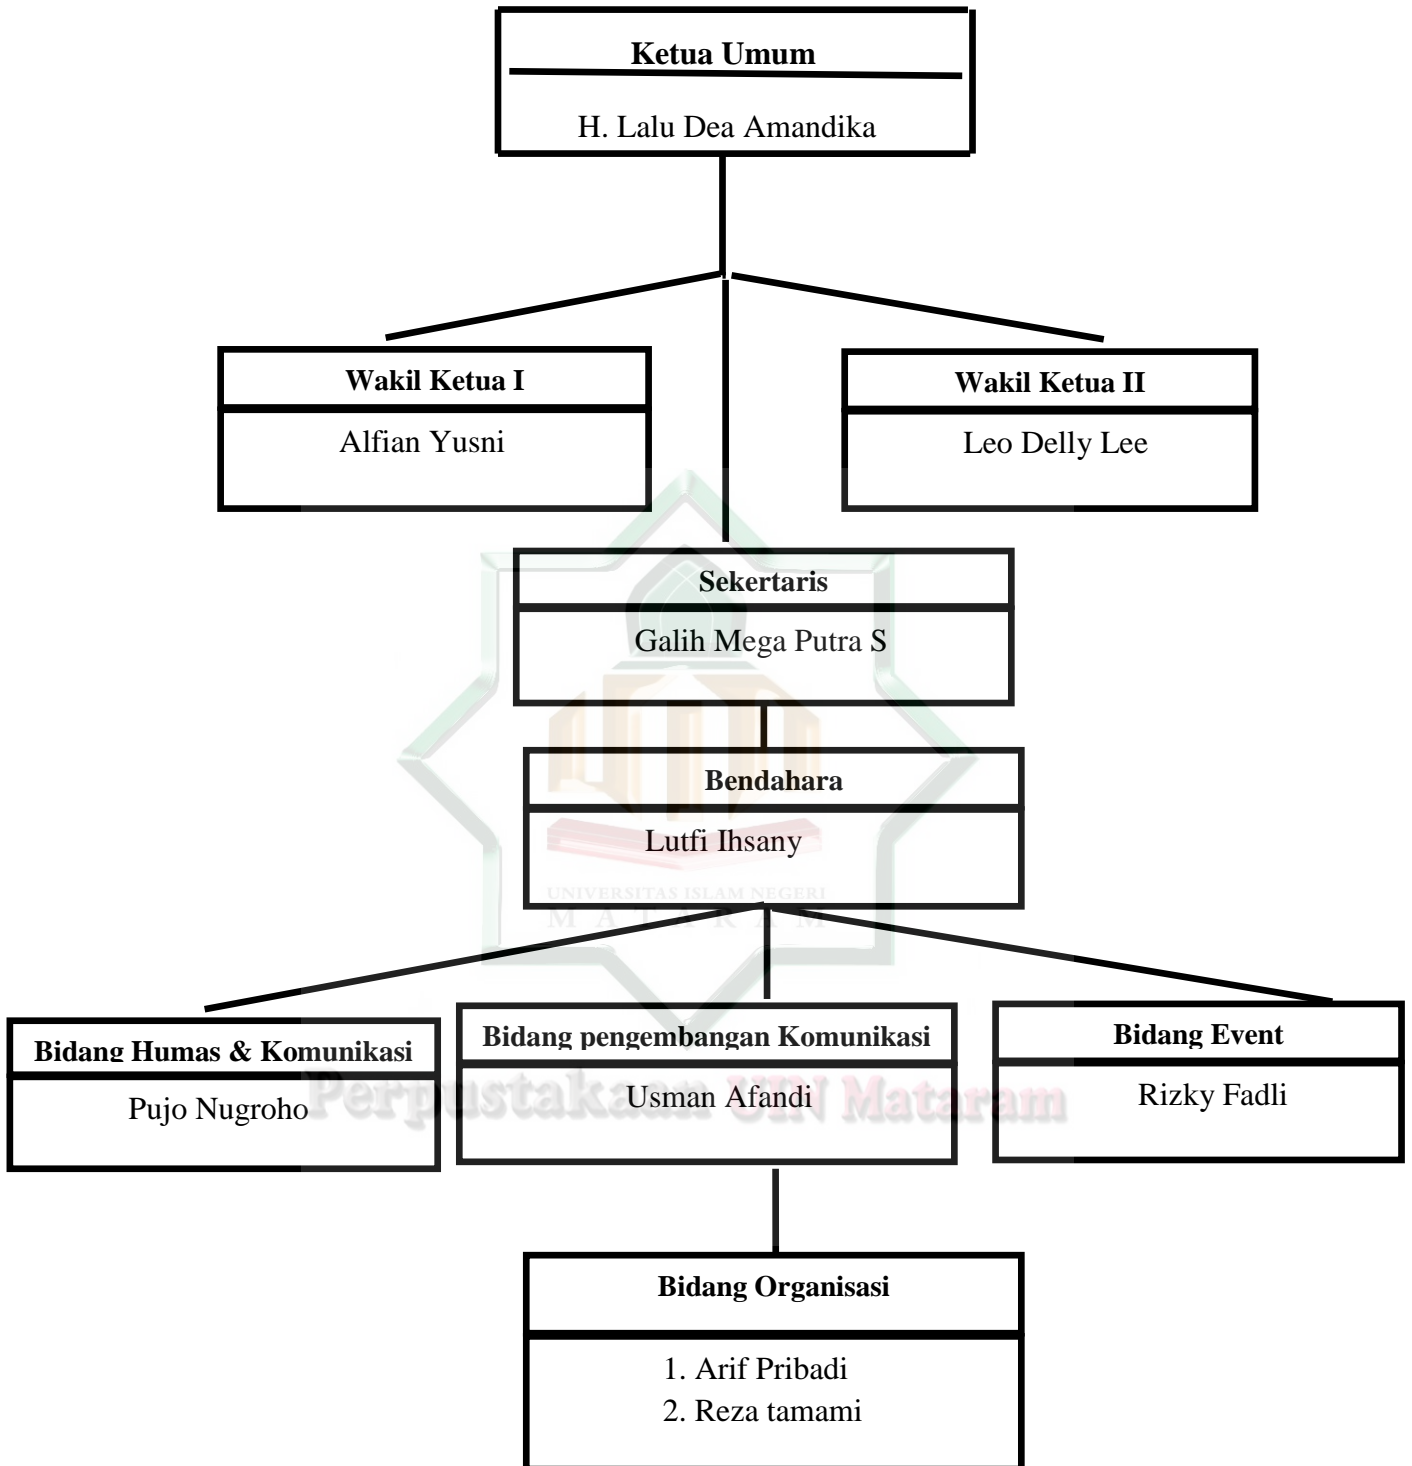 Ketua Umum
H. Lalu Dea Amandika
Wakil Ketua I
Alfian Yusni
Wakil Ketua II
Leo Delly Lee
Sekertaris
Galih Mega Putra S
Bendahara
Lutfi Ihsany
UNIVERSITAS ISLAM NEGERI
MATARAM
Bidang Humas & Komunikasi
Pujo Nugroho
Bidang pengembangan Komunikasi
Usman Afandi
Bidang Event
Rizky Fadli
Perpustakaan UIN Mataram
Bidang Organisasi
1. Arif Pribadi
2. Reza tamami